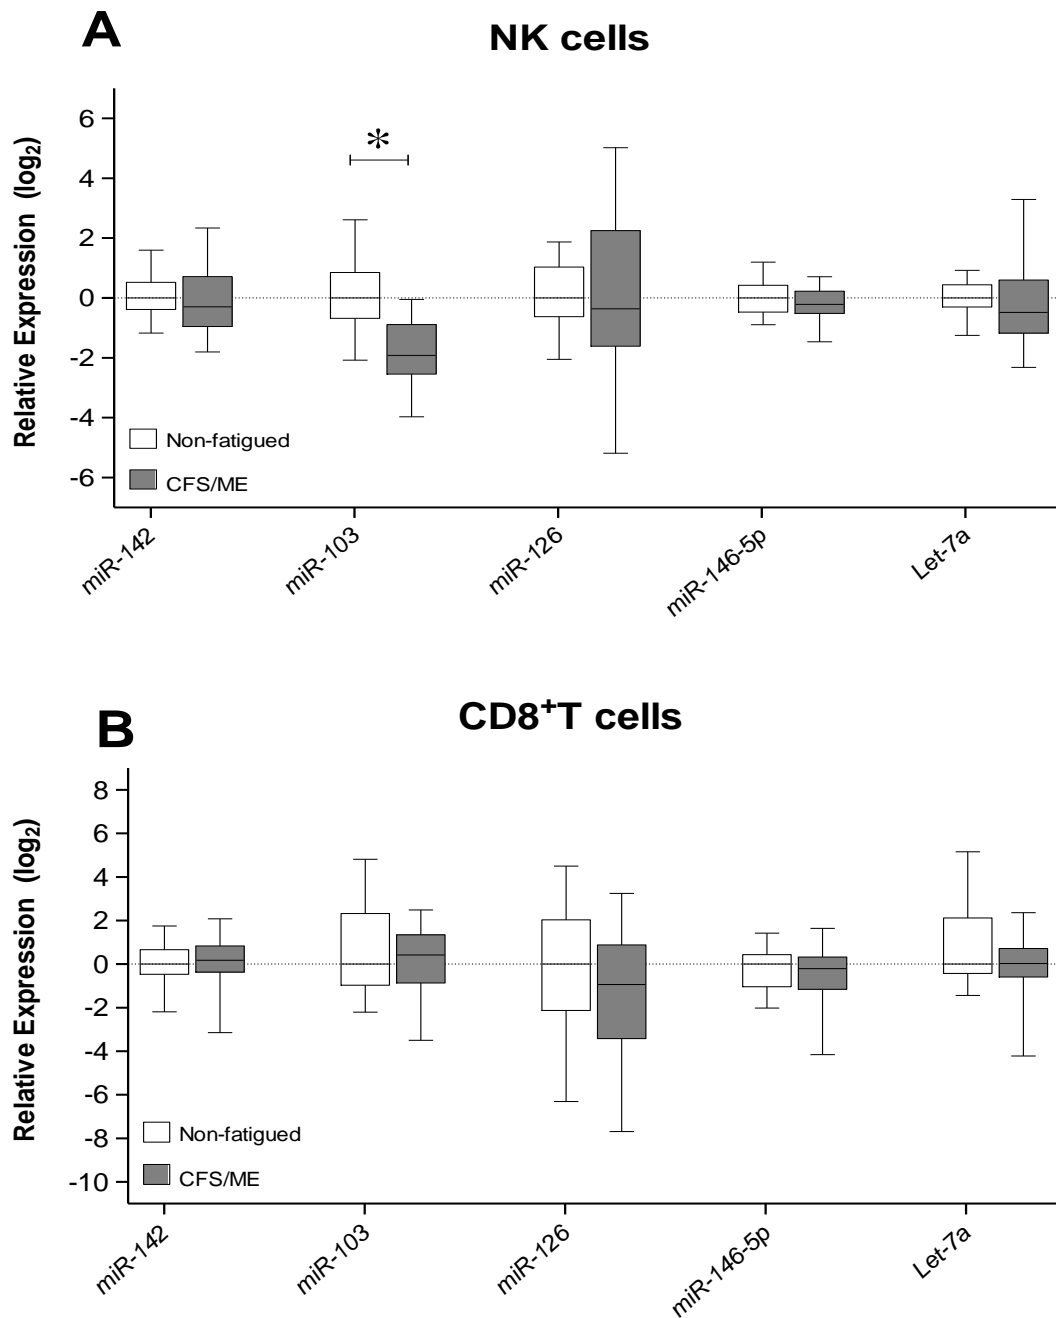 A
NK cells
Relative Expression (log₂)
6
4
2
0
-2
-4
-6
*
Non-fatigued
CFS/ME
miR-142
miR-103
miR-126
miR-146-5p
Let-7a
B
CD8⁺T cells
Relative Expression (log₂)
8
6
4
2
0
-2
-4
-6
-8
-10
Non-fatigued
CFS/ME
miR-142
miR-103
miR-126
miR-146-5p
Let-7a